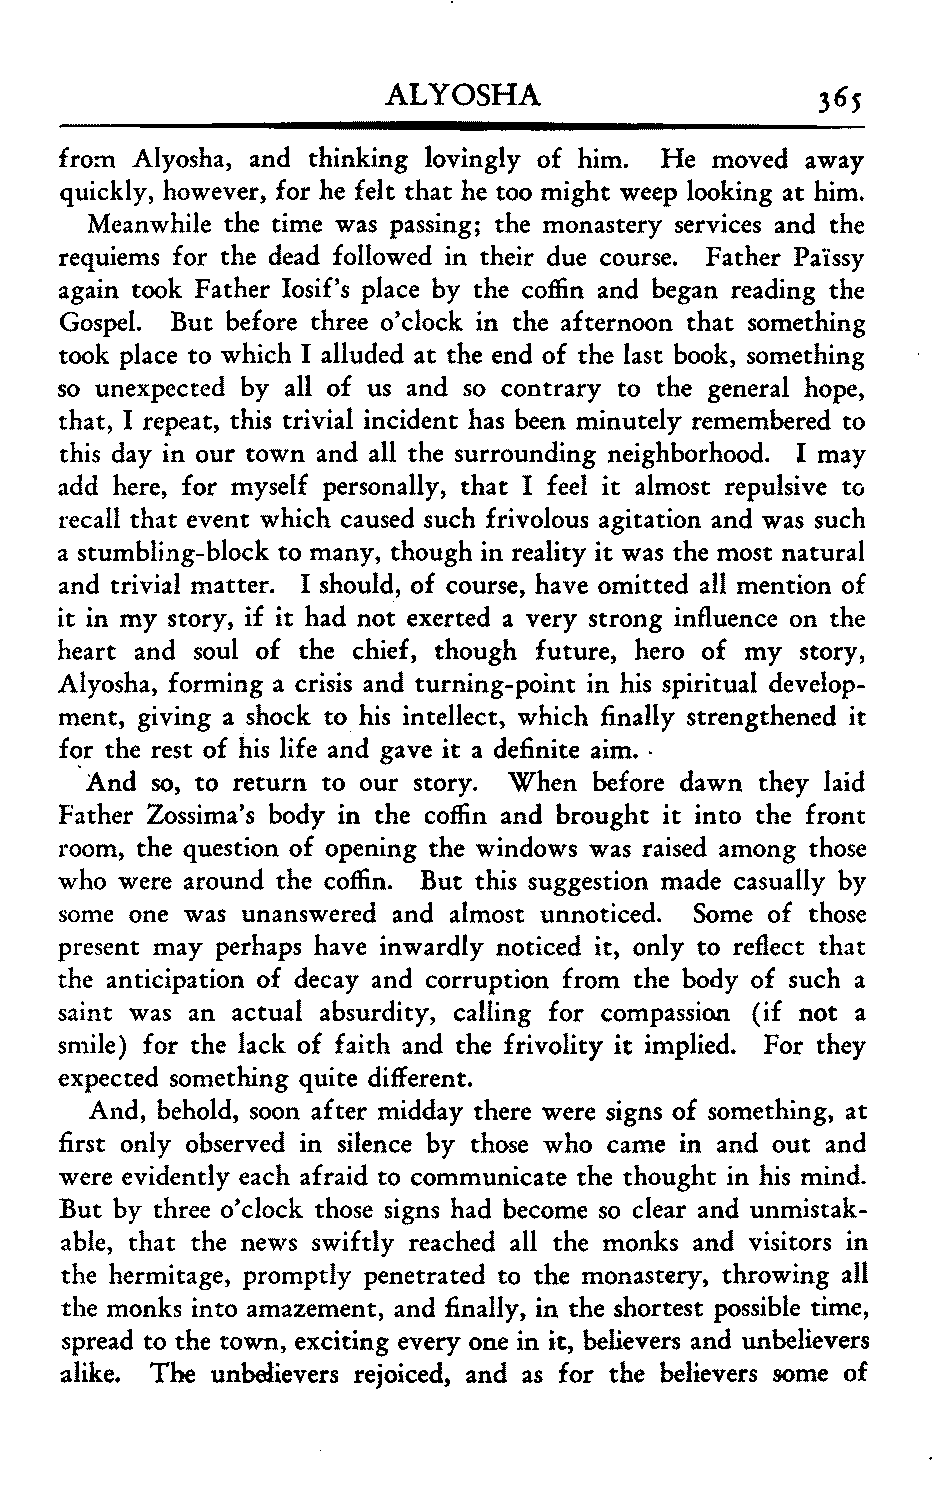 ALYOSHA 365
from Alyosha, and thinking lovingly of him. He moved away
quickly, however, for he felt that he too might weep looking at him.
Meanwhile the time was passing; the monastery services and the
requiems for the dead followed in their due course. Father Païssy
again took Father Iosif's place by the coffin and began reading the
Gospel. But before three o'clock in the afternoon that something
took place to which I alluded at the end of the last book, something
so unexpected by all of us and so contrary to the general hope,
that, I repeat, this trivial incident has been minutely remembered to
this day in our town and all the surrounding neighborhood. I may
add here, for myself personally, that I feel it almost repulsive to
recall that event which caused such frivolous agitation and was such
a stumbling-block to many, though in reality it was the most natural
and trivial matter. I should, of course, have omitted all mention of
it in my story, if it had not exerted a very strong influence on the
heart and soul of the chief, though future, hero of my story,
Alyosha, forming a crisis and turning-point in his spiritual develop-
ment, giving a shock to his intellect, which finally strengthened it
for the rest of his life and gave it a definite aim.
And so, to return to our story. When before dawn they laid
Father Zossima's body in the coffin and brought it into the front
room, the question of opening the windows was raised among those
who were around the coffin. But this suggestion made casually by
some one was unanswered and almost unnoticed. Some of those
present may perhaps have inwardly noticed it, only to reflect that
the anticipation of decay and corruption from the body of such a
saint was an actual absurdity, calling for compassion (if not a
smile) for the lack of faith and the frivolity it implied. For they
expected something quite different.
And, behold, soon after midday there were signs of something, at
first only observed in silence by those who came in and out and
were evidently each afraid to communicate the thought in his mind.
But by three o'clock those signs had become so clear and unmistak-
able, that the news swiftly reached all the monks and visitors in
the hermitage, promptly penetrated to the monastery, throwing all
the monks into amazement, and finally, in the shortest possible time,
spread to the town, exciting every one in it, believers and unbelievers
alike. The unbelievers rejoiced, and as for the believers some of